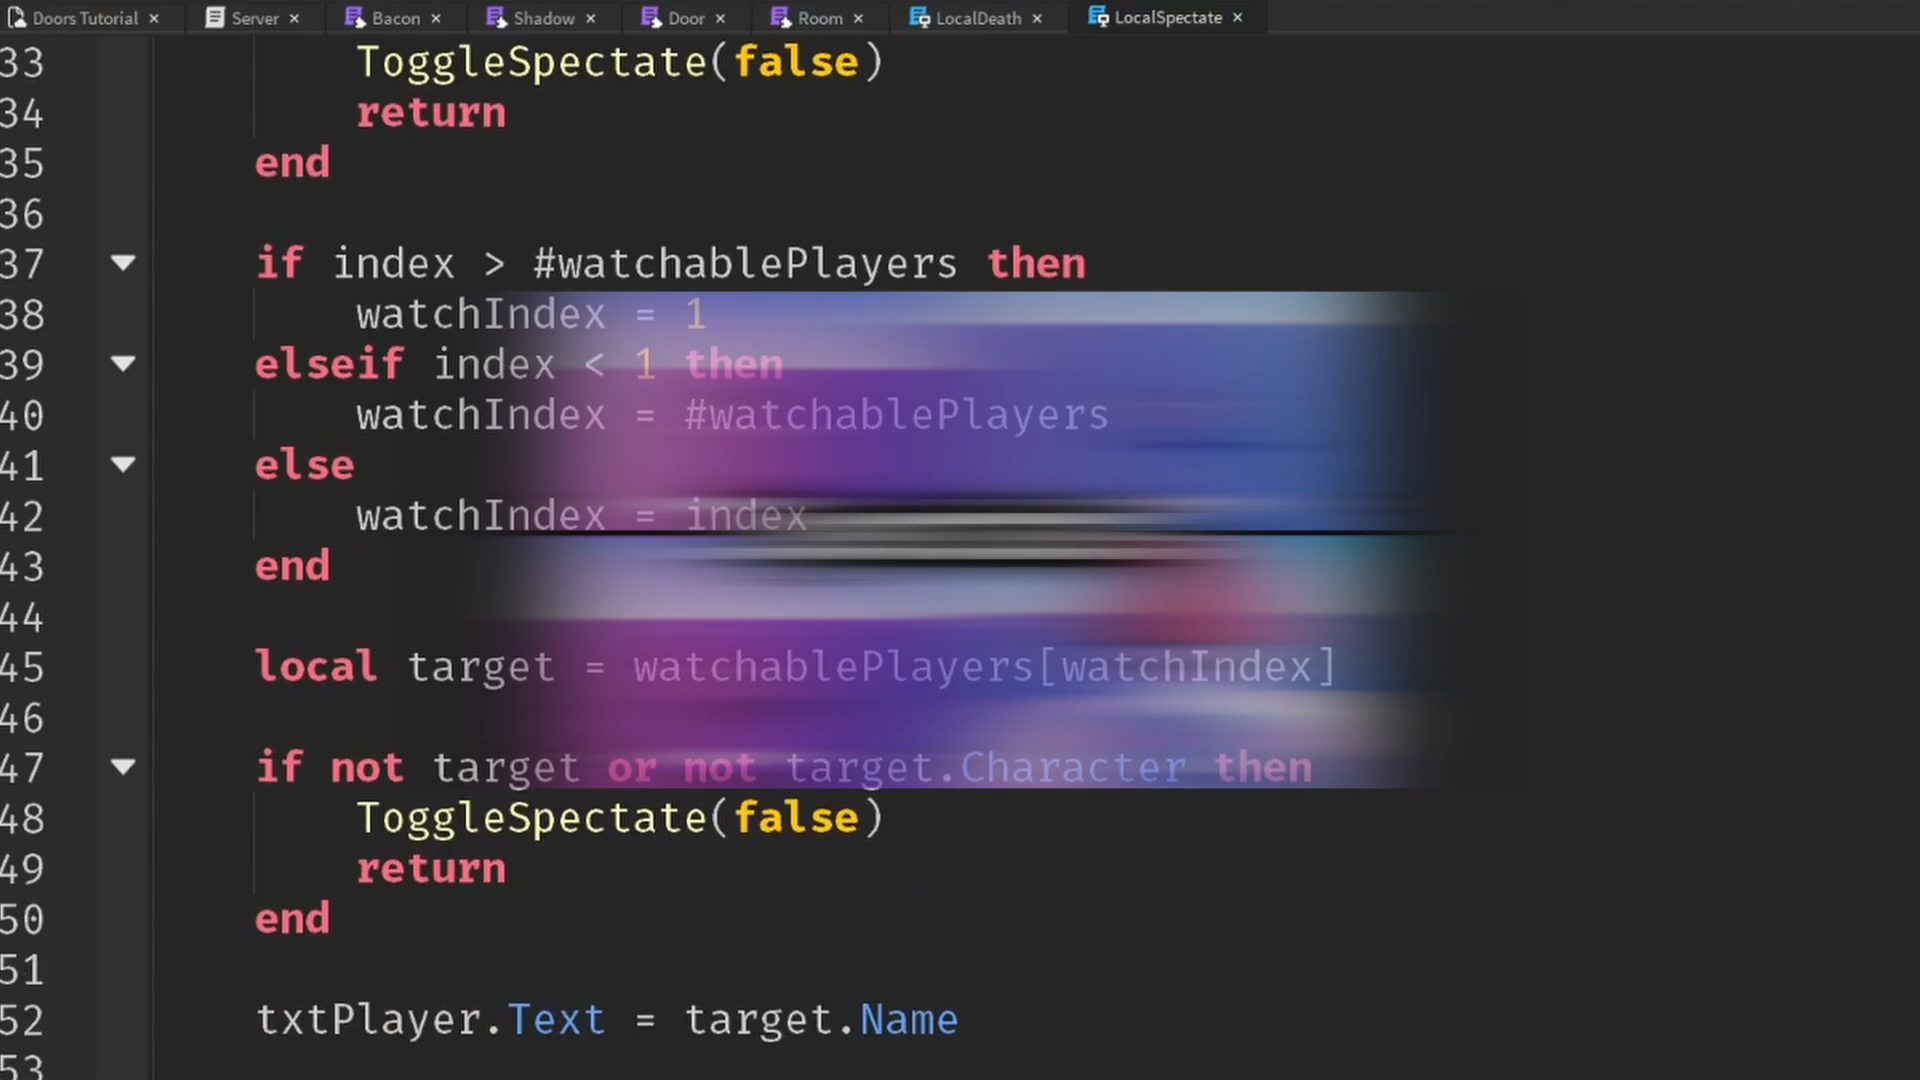 Doors Tutorial × Server × Bacon × Shadow × Door × Room × LocalDeath × LocalSpectate ×
33 ToggleSpectate(false)
34 return
35 end
36
37 if index > #watchablePlayers then
38 watchIndex = 1
39 elseif index < 1 then
40 watchIndex = #watchablePlayers
41 else
42 watchIndex = index
43 end
44
45 local target = watchablePlayers[watchIndex]
46
47 if not target or not target.Character then
48 ToggleSpectate(false)
49 return
50 end
51
52 txtPlayer.Text = target.Name
53